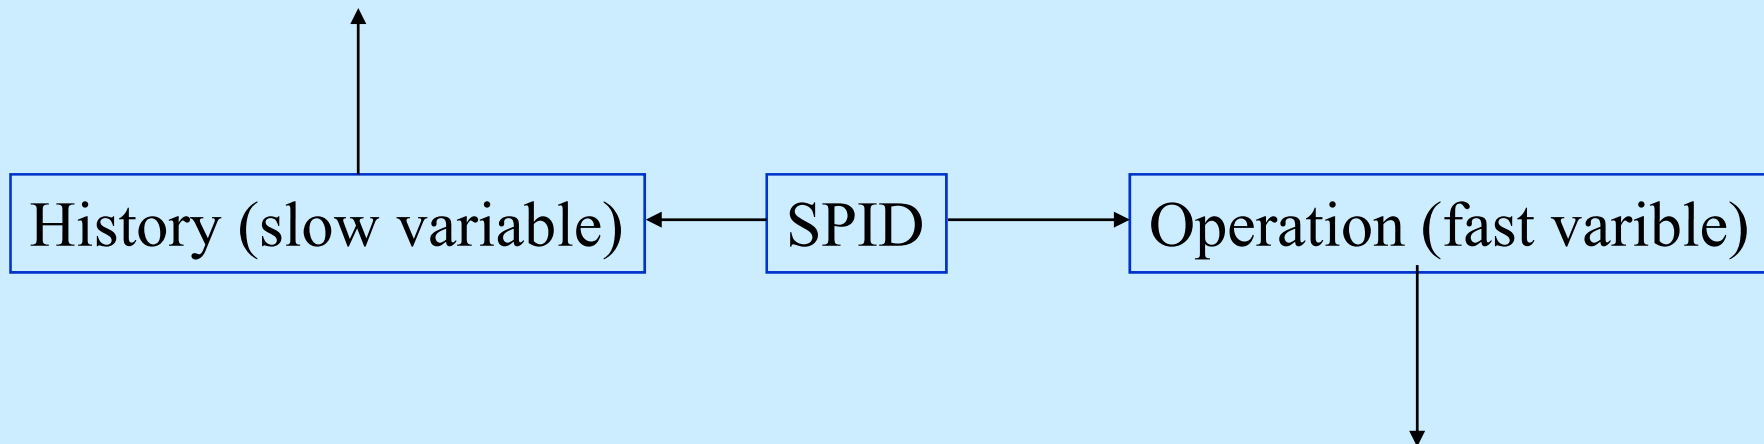 History (slow variable)
SPID
Operation (fast varible)